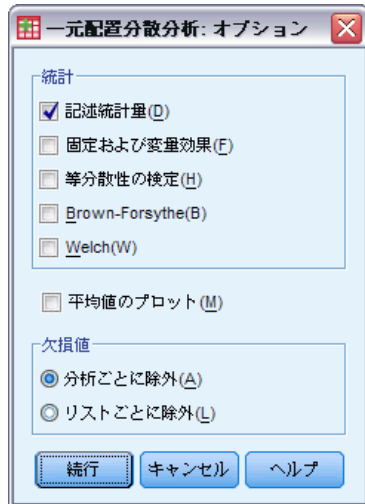 一元配置分散分析: オプション
統計
記述統計量(D)
固定および変量効果(F)
等分散性の検定(H)
Brown-Forsythe(B)
Welch(W)
平均値のプロット(M)
欠損値
分析ごとに除外(A)
リストごとに除外(L)
続行 キャンセル ヘルプ